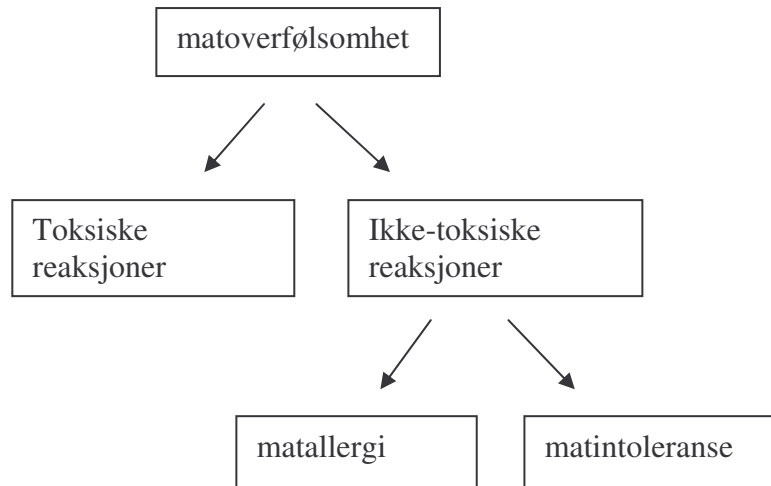 matoverfølsomhet
Toksiske
reaksjoner
Ikke-toksiske
reaksjoner
matallergi
matintoleranse